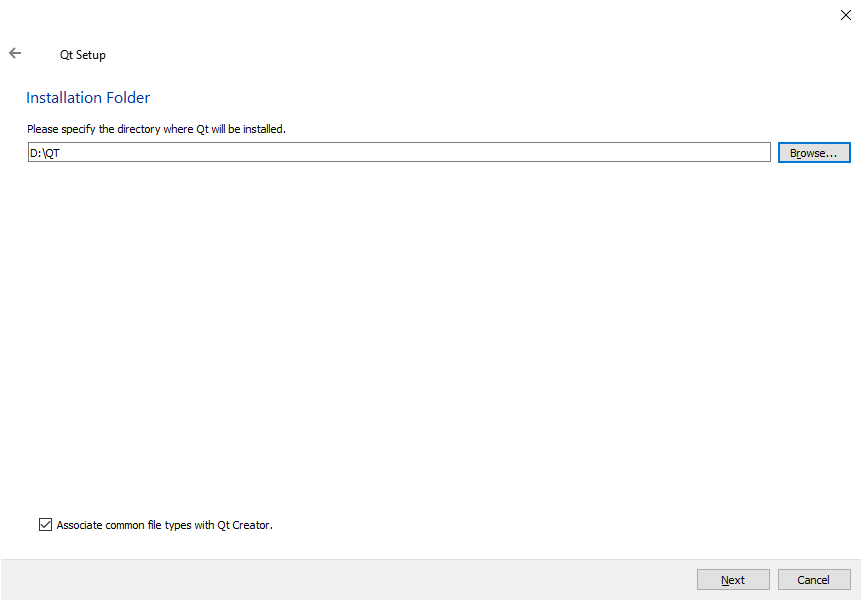 Qt Setup
Installation Folder
Please specify the directory where Qt will be installed.
D:\QT
Browse...
Associate common file types with Qt Creator.
Next
Cancel